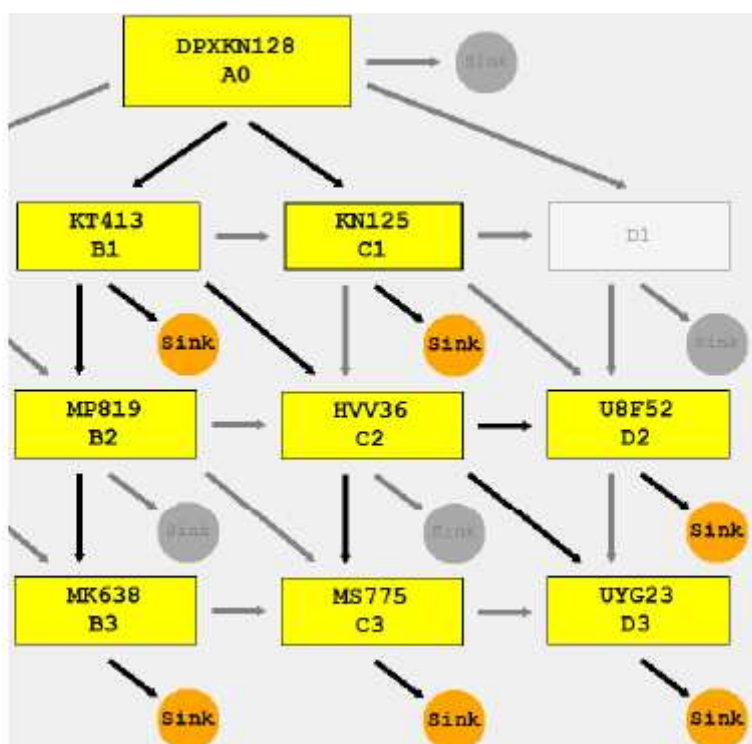 DPXKN128
A0
Sink
KT413
B1
KN125
C1
D1
Sink
Sink
Sink
MP819
B2
HVV36
C2
U8F52
D2
Sink
Sink
Sink
MK638
B3
MS775
C3
UYG23
D3
Sink
Sink
Sink